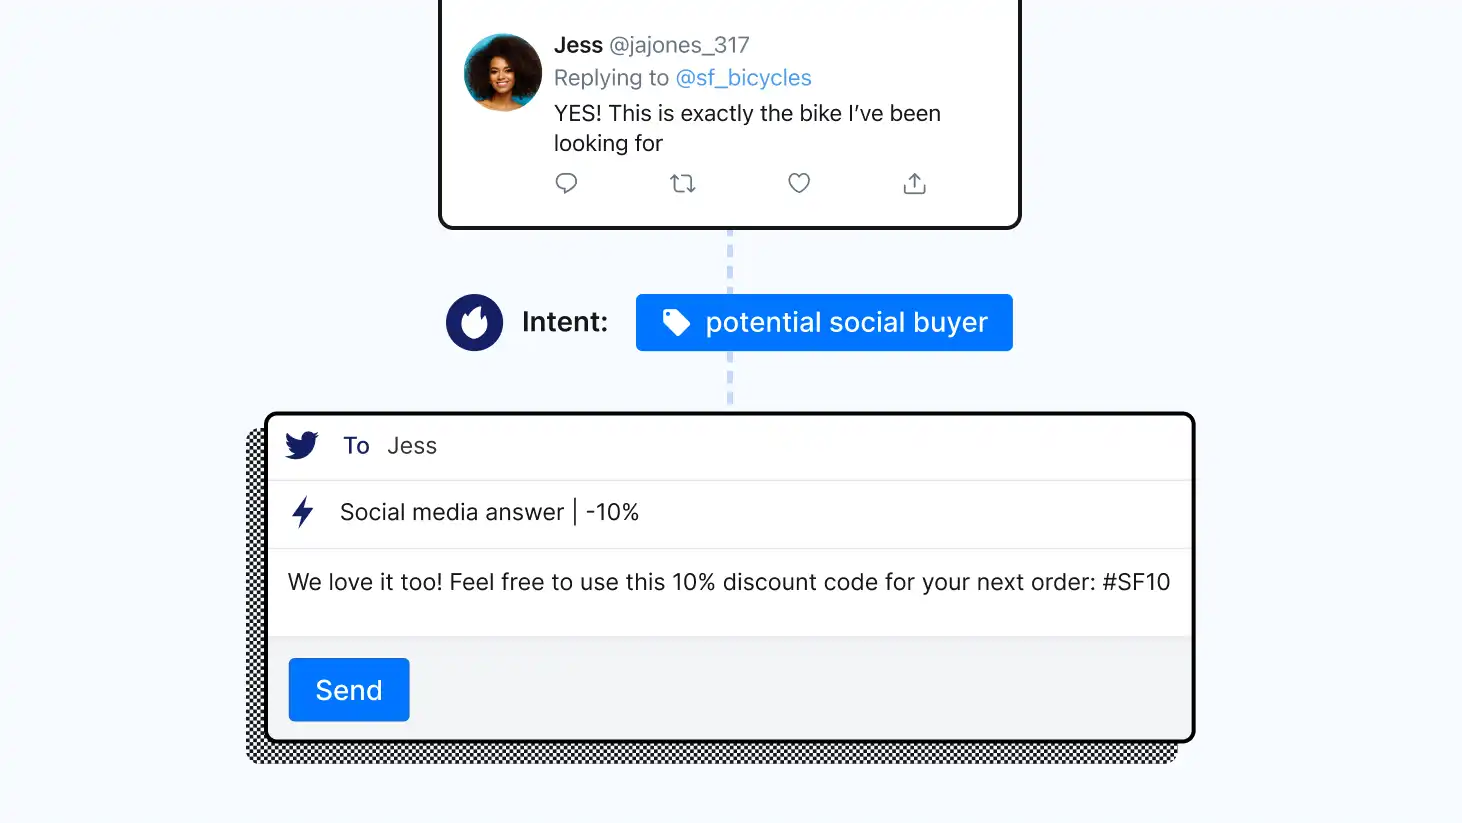 Jess @jajones_317
Replying to @sf_bicycles
YES! This is exactly the bike I’ve been
looking for
Intent:
potential social buyer
To Jess
Social media answer | -10%
We love it too! Feel free to use this 10% discount code for your next order: #SF10
Send